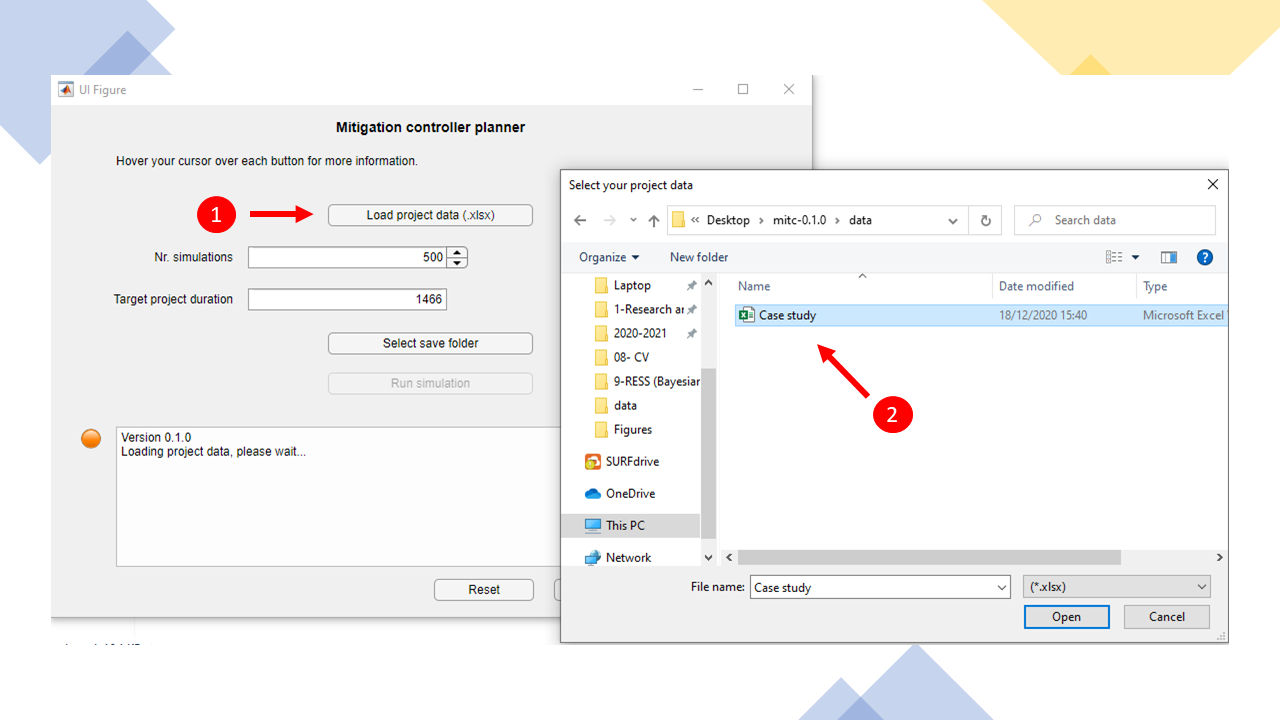 UI Figure
Mitigation controller planner
Hover your cursor over each button for more information.
1
Load project data (.xlsx)
Nr. simulations
500
Target project duration
1466
Select save folder
Run simulation
Version 0.1.0
Loading project data, please wait...
Reset
Select your project data
« Desktop › mitc-0.1.0 › data
Search data
Organize
New folder
?
Laptop
1-Research ar
2020-2021
08- CV
9-RESS (Bayesian
data
Figures
SURFdrive
OneDrive
This PC
Network
Name
Date modified
Type
Case study
18/12/2020 15:40
Microsoft Excel
2
File name:
Case study
(*.xlsx)
Open
Cancel